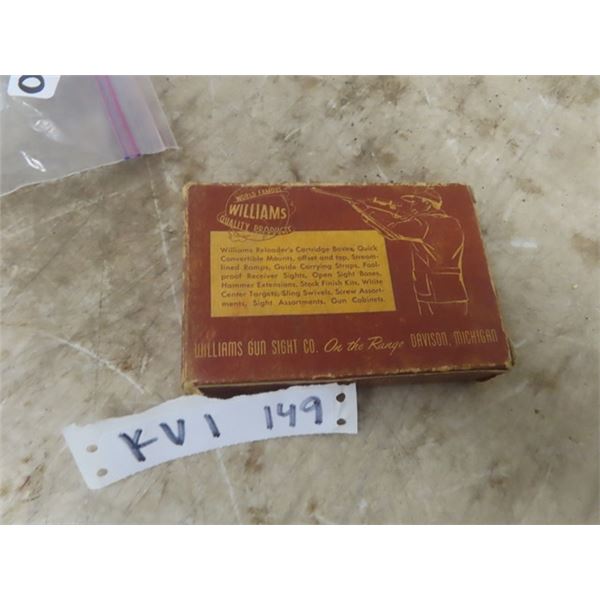 WORLD FAMOUS
WILLIAMS
QUALITY PRODUCTS
Williams Reloader's Cartridge Boxes, Quick
Convertible Mounts, offset and top, Stream-
lined Ramps, Guide Carrying Straps, Fool-
proof Receiver Sights, Open Sight Bases,
Hammer Extensions, Stock Finish Kits, White
Center Targets, Sling Swivels, Screw Assort-
ments, Sight Assortments, Gun Cabinets.
WILLIAMS GUN SIGHT CO. On the Range DAVISON, MICHIGAN
KV1 149